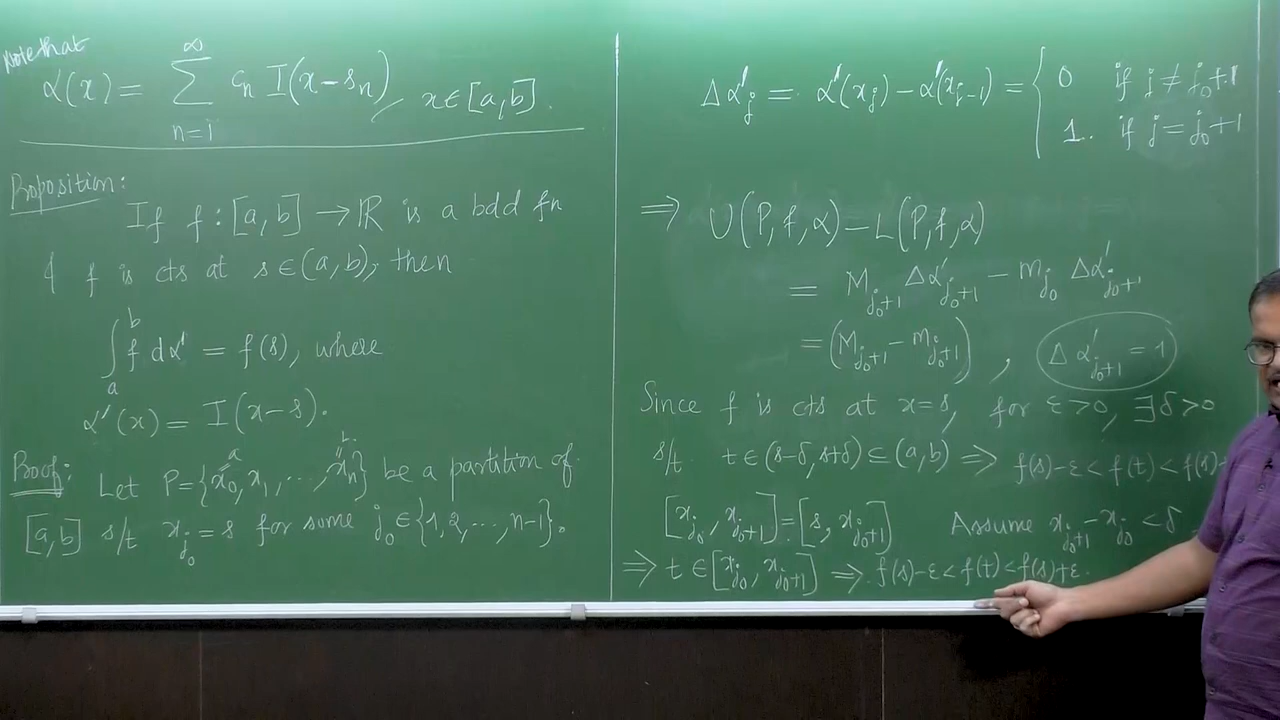 Note that
α(x) = ∑_{n=1}^{∞} c_n I(x-s_n), x∈[a,b].
Proposition:
If f : [a,b] → ℝ is a bdd fn
& f is cts at s∈(a,b), then
∫_a^b f dα' = f(s), where
α'(x) = I(x-s).
Proof: Let P={x_0, x_1, ..., x_n} be a partition of
a b
[a,b] s/t x_{j_0} = s for some j_0∈{1,2,...,n-1}.
Δα'_j = α'(x_j) - α'(x_{j-1}) = { 0 if j ≠ j_0+1
1. if j = j_0+1
⇒ U(P,f,α) - L(P,f,α)
= M_{j_0+1} Δα'_{j_0+1} - m_{j_0} Δα'_{j_0+1}
= (M_{j_0+1} - m_{j_0+1}) , Δα'_{j_0+1} = 1
Since f is cts at x=s, for ε>0, ∃δ>0
s/t. t∈(s-δ, s+δ) ⊆ (a,b) ⇒ f(s)-ε < f(t) < f(s)
[x_{j_0}, x_{j_0+1}] = [s, x_{j_0+1}] Assume x_{j_0+1} - x_{j_0} < δ
⇒ t∈[x_{j_0}, x_{j_0+1}] ⇒ f(s)-ε < f(t) < f(s)+ε.